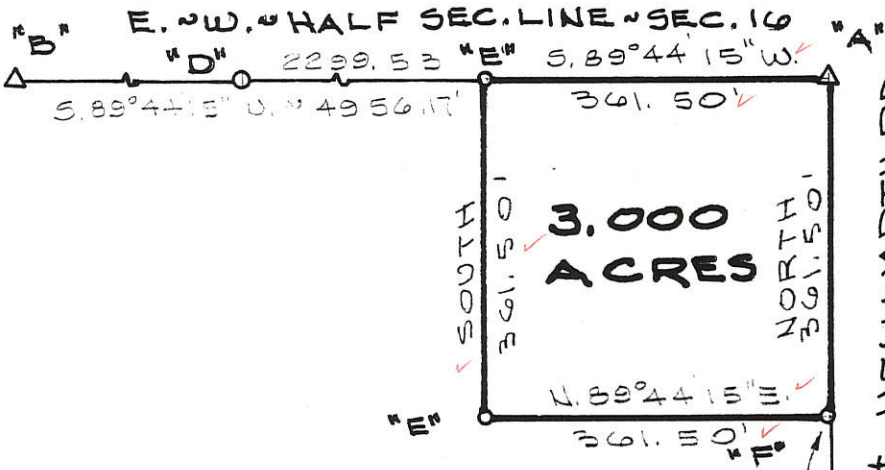 E. ~ W. ~ HALF SEC. LINE ~ SEC. 16
"B"
"D"
2299.53
"E"
S. 89°44'15" W.
"A"
S. 89°44'15" W. ~ 4956.17'
361.50'
SOUTH
361.50'
3.000
ACRES
NORTH
361.50'
N. 89°44'15" E.
"E"
361.50'
"F"